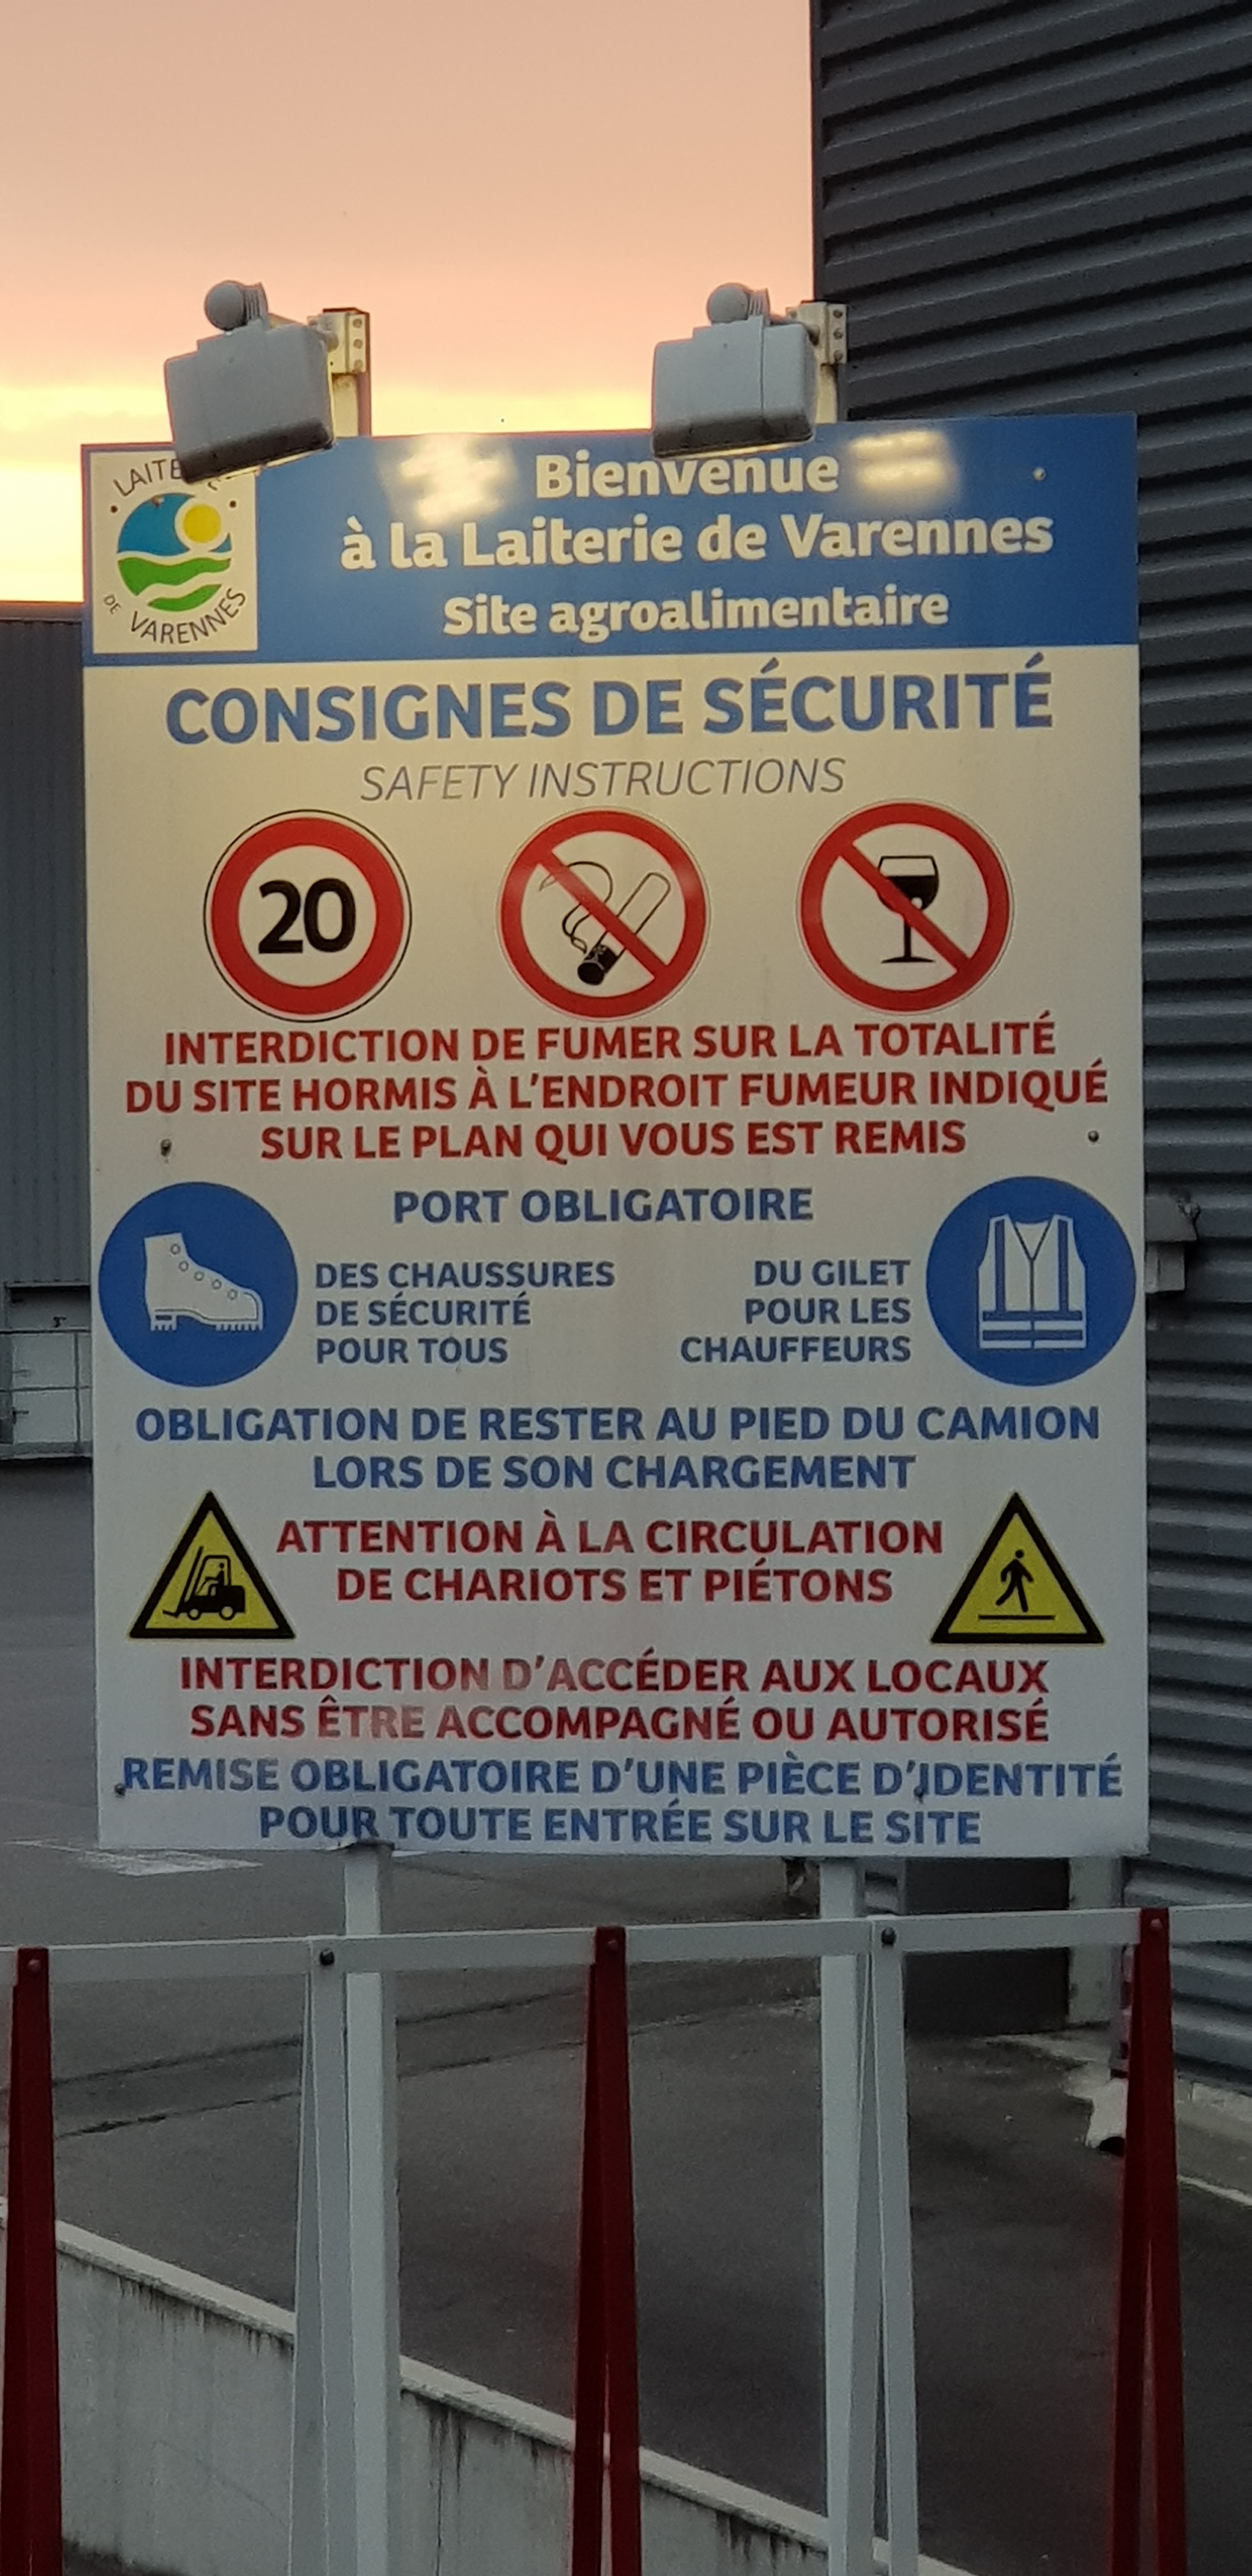 DE VARENNES
Bienvenue
à la Laiterie de Varennes
Site agroalimentaire
CONSIGNES DE SÉCURITÉ
SAFETY INSTRUCTIONS
20
INTERDICTION DE FUMER SUR LA TOTALITÉ
DU SITE HORMIS À L'ENDROIT FUMEUR INDIQUÉ
SUR LE PLAN QUI VOUS EST REMIS
PORT OBLIGATOIRE
DES CHAUSSURES
DE SÉCURITÉ
POUR TOUS
DU GILET
POUR LES
CHAUFFEURS
OBLIGATION DE RESTER AU PIED DU CAMION
LORS DE SON CHARGEMENT
ATTENTION À LA CIRCULATION
DE CHARIOTS ET PIÉTONS
INTERDICTION D'ACCÉDER AUX LOCAUX
SANS ÊTRE ACCOMPAGNÉ OU AUTORISÉ
REMISE OBLIGATOIRE D'UNE PIÈCE D'IDENTITÉ
POUR TOUTE ENTRÉE SUR LE SITE